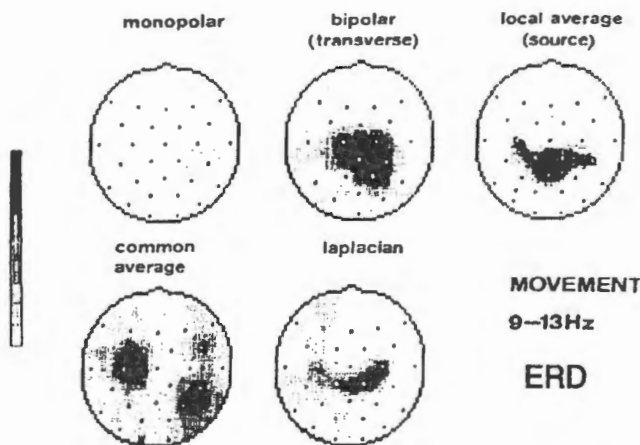 monopolar
bipolar
(transverse)
local average
(source)
common
average
laplacian
MOVEMENT
9-13Hz
ERD